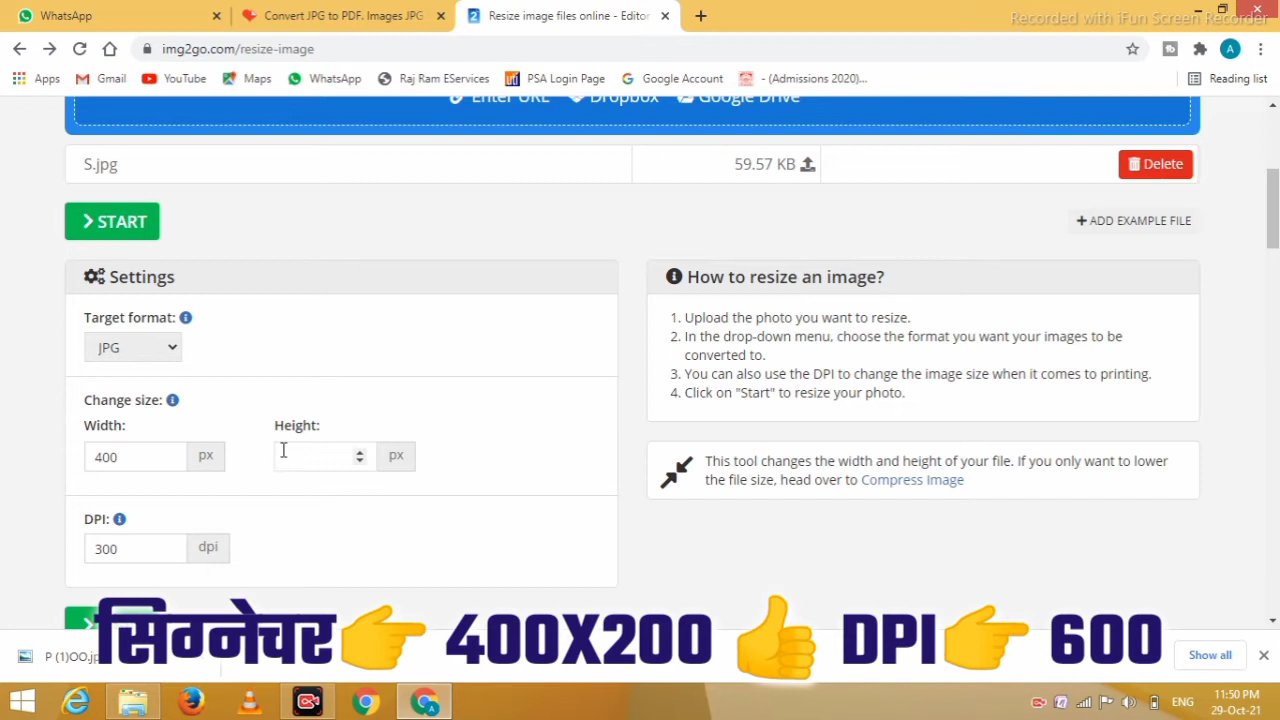 WhatsApp
Convert JPG to PDF. Images JPG
Resize image files online - Editor
Recorded with iFun Screen Recorder
img2go.com/resize-image
Apps
Gmail
YouTube
Maps
WhatsApp
Raj Ram EServices
PSA Login Page
Google Account
- (Admissions 2020)...
Reading list
Enter URL
Dropbox
Google Drive
S.jpg
59.57 KB
Delete
START
+ ADD EXAMPLE FILE
Settings
Target format:
JPG
Change size:
Width:
Height:
400
px
px
DPI:
300
dpi
How to resize an image?
1. Upload the photo you want to resize.
2. In the drop-down menu, choose the format you want your images to be
converted to.
3. You can also use the DPI to change the image size when it comes to printing.
4. Click on "Start" to resize your photo.
This tool changes the width and height of your file. If you only want to lower
the file size, head over to Compress Image
सिग्नेचर👉 400X200 👍 DPI👉 600
P (1)OO.jp
Show all
ENG
11:50 PM
29-Oct-21